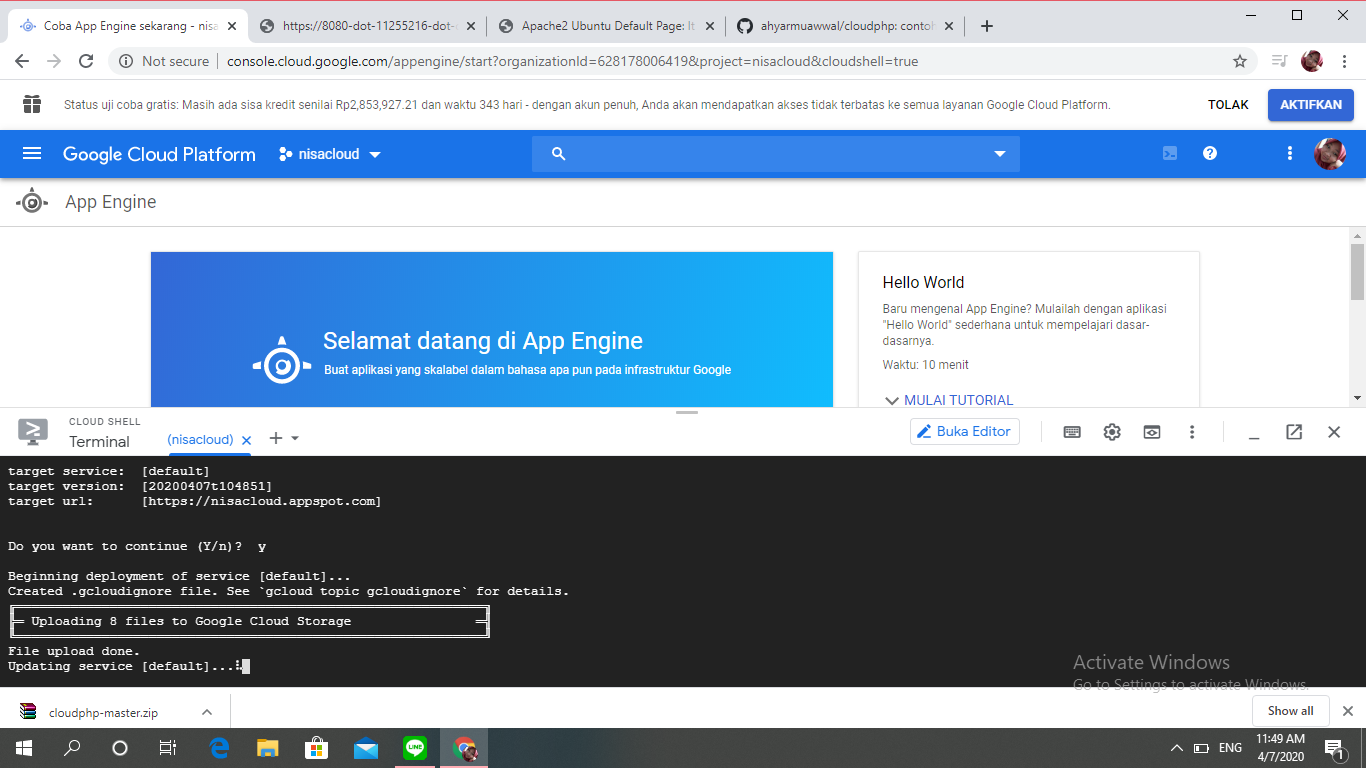 Coba App Engine sekarang - nisa
https://8080-dot-11255216-dot-
Apache2 Ubuntu Default Page: It
ahyarmuawwal/cloudphp: contoh
Not secure
console.cloud.google.com/appengine/start?organizationId=628178006419&project=nisacloud&cloudshell=true
Status uji coba gratis: Masih ada sisa kredit senilai Rp2,853,927.21 dan waktu 343 hari - dengan akun penuh, Anda akan mendapatkan akses tidak terbatas ke semua layanan Google Cloud Platform.
TOLAK
AKTIFKAN
Google Cloud Platform
nisacloud
App Engine
Selamat datang di App Engine
Buat aplikasi yang skalabel dalam bahasa apa pun pada infrastruktur Google
Hello World
Baru mengenal App Engine? Mulailah dengan aplikasi
"Hello World" sederhana untuk mempelajari dasar-
dasarnya.
Waktu: 10 menit
MULAI TUTORIAL
CLOUD SHELL
Terminal
(nisacloud)
Buka Editor
target service: [default]
target version: [20200407t104851]
target url: [https://nisacloud.appspot.com]
Do you want to continue (Y/n)? y
Beginning deployment of service [default]...
Created .gcloudignore file. See `gcloud topic gcloudignore` for details.
Uploading 8 files to Google Cloud Storage
File upload done.
Updating service [default]...
Activate Windows
Go to Settings to activate Windows.
cloudphp-master.zip
Show all
LINE
ENG
11:49 AM
4/7/2020
1